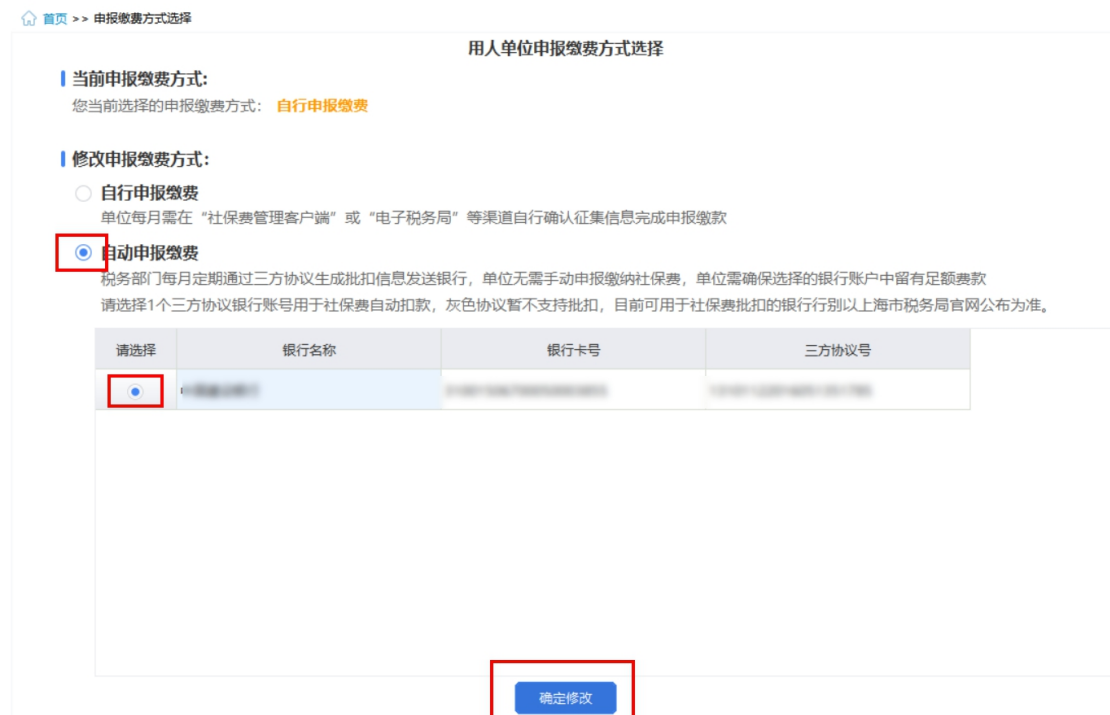 首页 >> 申报缴费方式选择
用人单位申报缴费方式选择
当前申报缴费方式：
您当前选择的申报缴费方式： 自行申报缴费
修改申报缴费方式：
自行申报缴费
单位每月需在“社保费管理客户端”或“电子税务局”等渠道自行确认征集信息完成申报缴款
自动申报缴费
税务部门每月定期通过三方协议生成批扣信息发送银行，单位无需手动申报缴纳社保费，单位需确保选择的银行账户中留有足额费款
请选择1个三方协议银行账号用于社保费自动扣款，灰色协议暂不支持批扣，目前可用于社保费批扣的银行行别以上海市税务局官网公布为准。
请选择 银行名称 银行卡号 三方协议号
确定修改